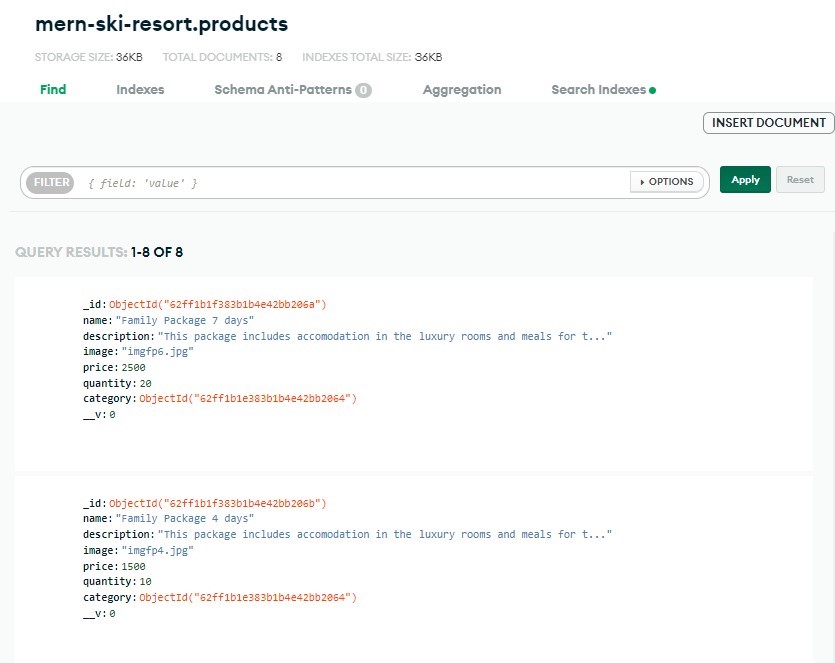 mern-ski-resort.products
STORAGE SIZE: 36KB TOTAL DOCUMENTS: 8 INDEXES TOTAL SIZE: 36KB
Find Indexes Schema Anti-Patterns 0 Aggregation Search Indexes
INSERT DOCUMENT
FILTER { field: 'value' } OPTIONS Apply Reset
QUERY RESULTS: 1-8 OF 8
_id: ObjectId("62ff1b1f383b1b4e42bb206a")
name: "Family Package 7 days"
description: "This package includes accomodation in the luxury rooms and meals for t..."
image: "imgfp6.jpg"
price: 2500
quantity: 20
category: ObjectId("62ff1b1e383b1b4e42bb2064")
__v: 0
_id: ObjectId("62ff1b1f383b1b4e42bb206b")
name: "Family Package 4 days"
description: "This package includes accomodation in the luxury rooms and meals for t..."
image: "imgfp4.jpg"
price: 1500
quantity: 10
category: ObjectId("62ff1b1e383b1b4e42bb2064")
__v: 0